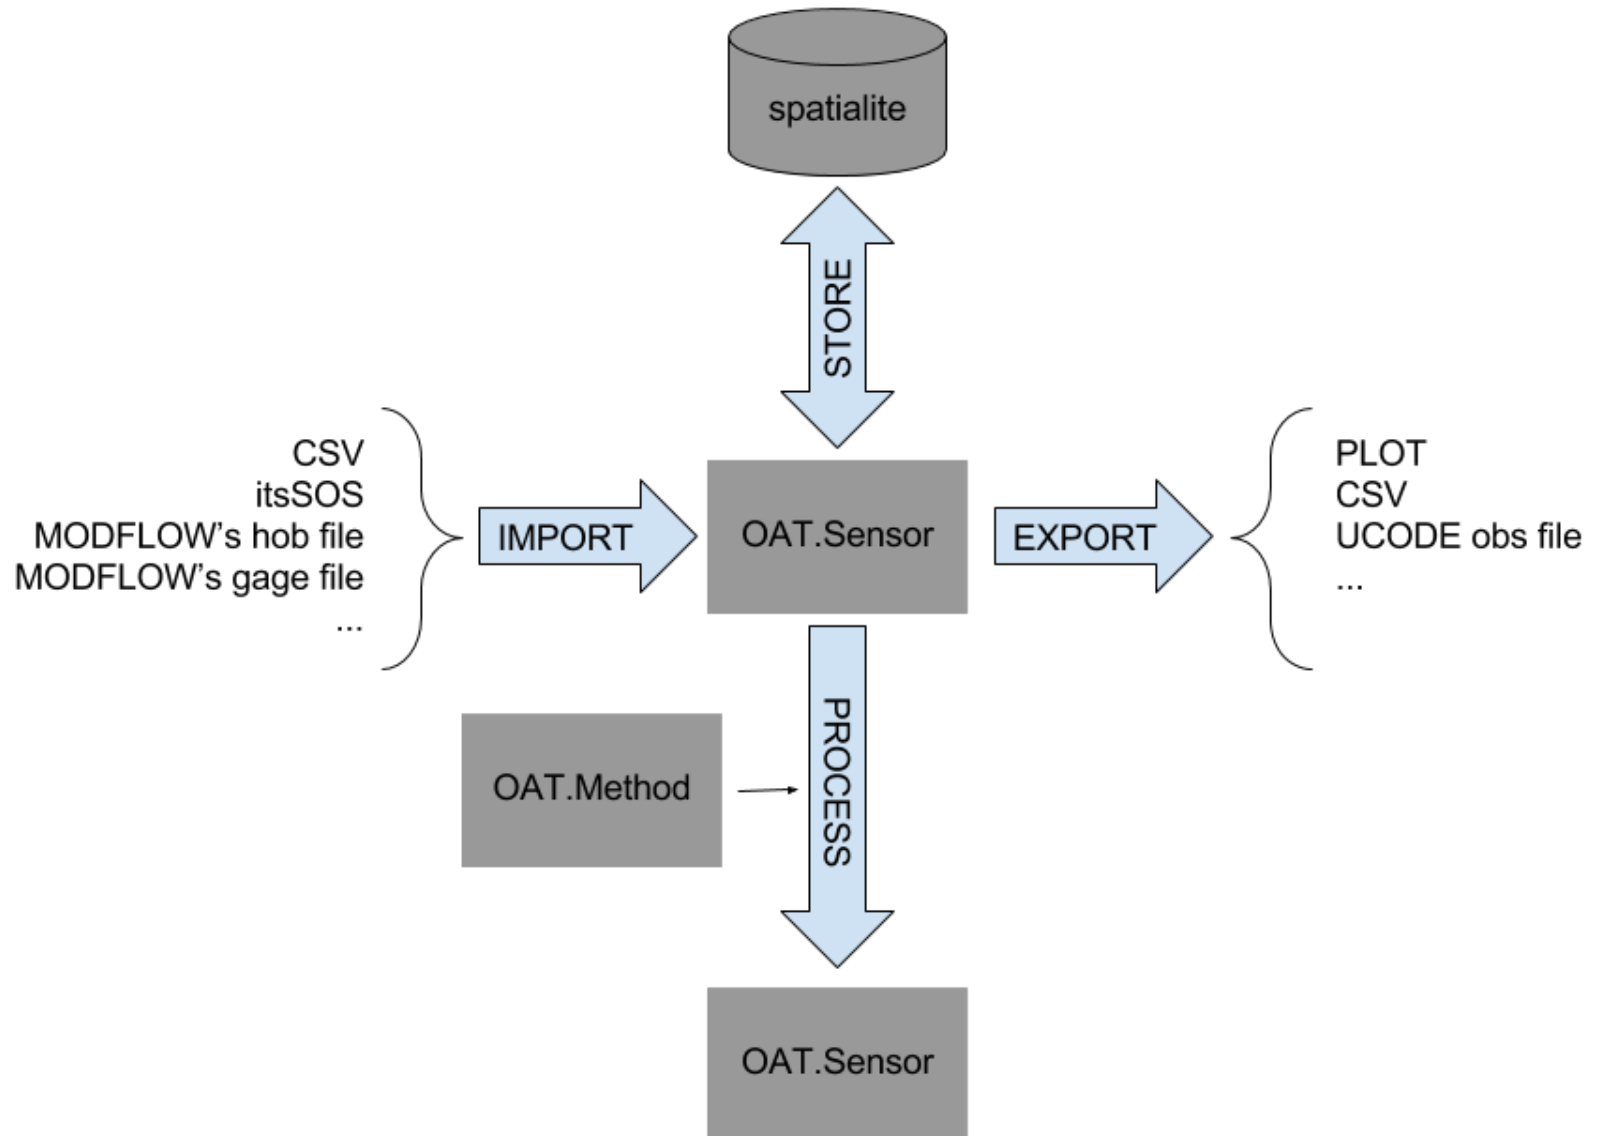 spatialite
STORE
CSV
itsSOS
MODFLOW's hob file
MODFLOW's gage file
...
IMPORT
OAT.Sensor
EXPORT
PLOT
CSV
UCODE obs file
...
OAT.Method
PROCESS
OAT.Sensor